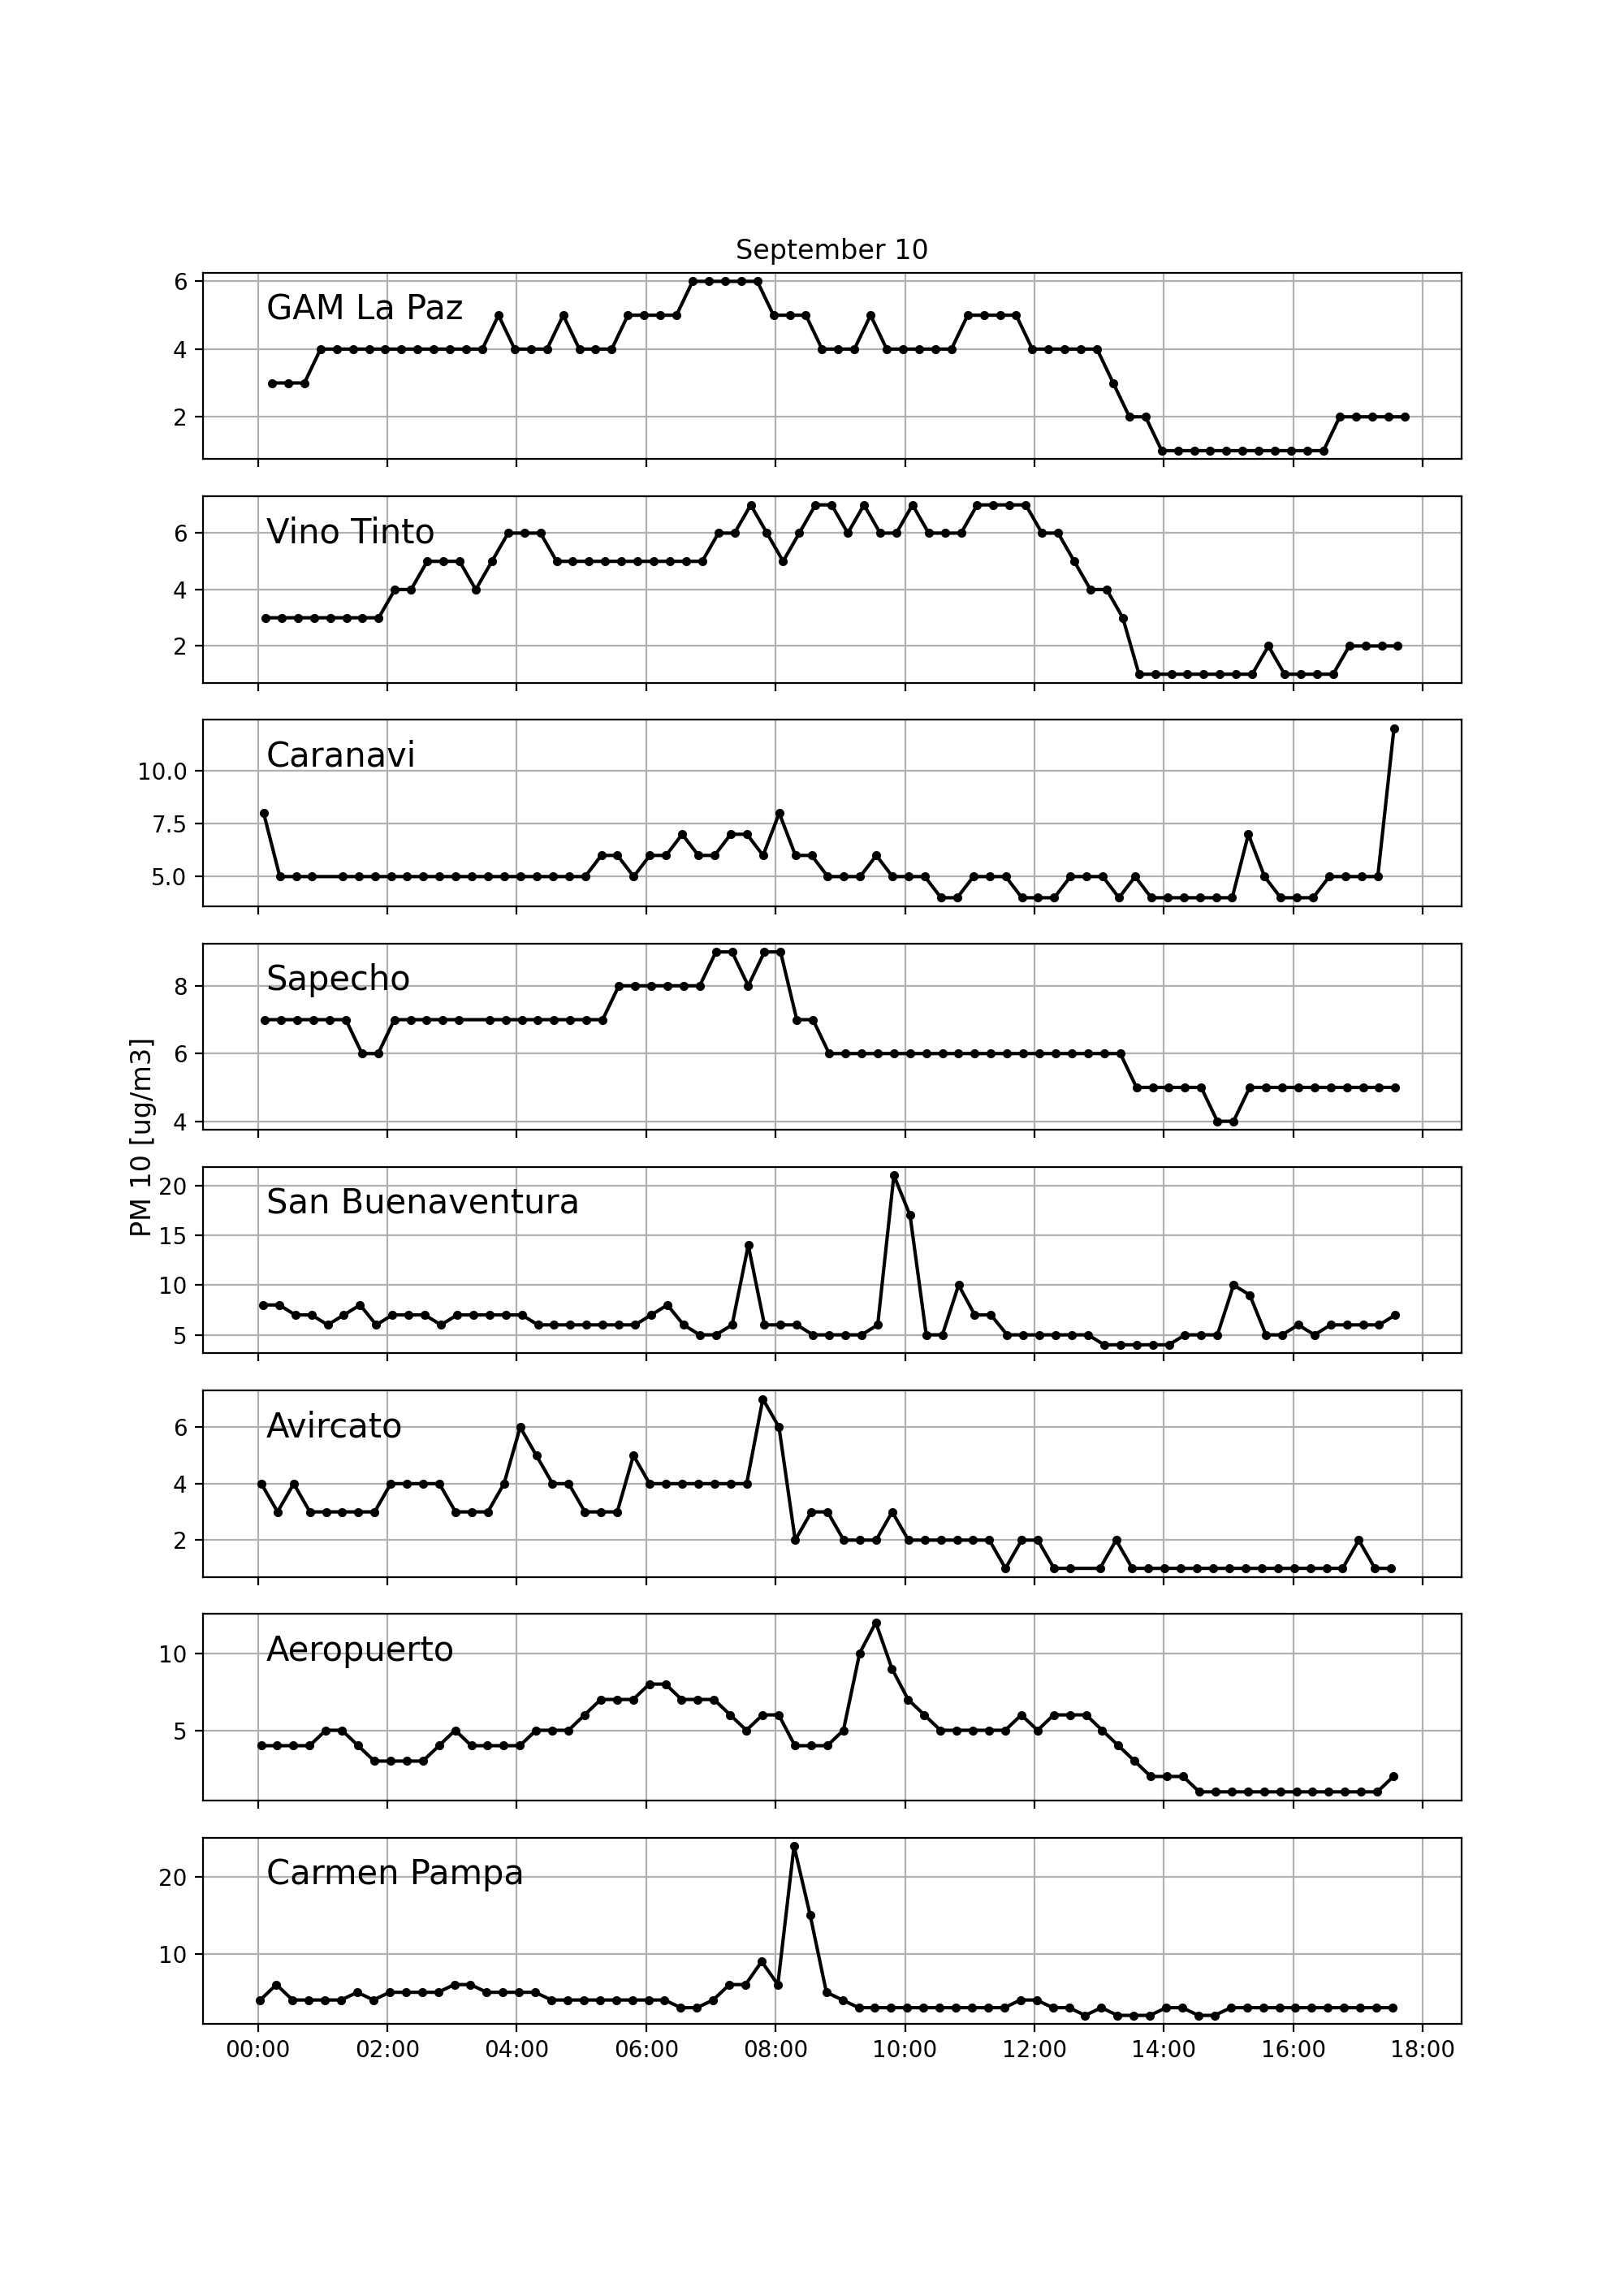 September 10
GAM La Paz
6
4
2
Vino Tinto
6
4
2
Caranavi
10.0
7.5
5.0
Sapecho
8
6
4
PM 10 [ug/m3]
San Buenaventura
20
15
10
5
Avircato
6
4
2
Aeropuerto
10
5
Carmen Pampa
20
10
00:00 02:00 04:00 06:00 08:00 10:00 12:00 14:00 16:00 18:00